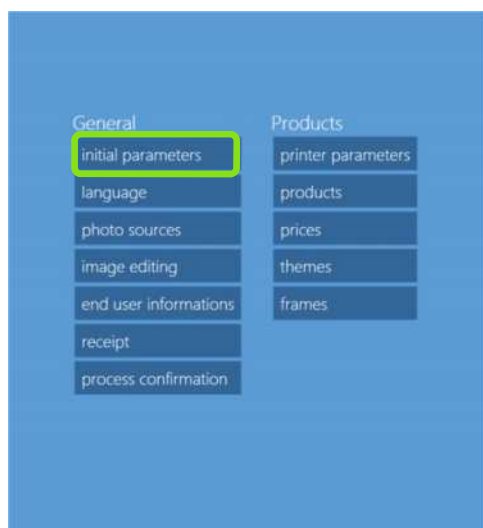 General
initial parameters
language
photo sources
image editing
end user informations
receipt
process confirmation
Products
printer parameters
products
prices
themes
frames